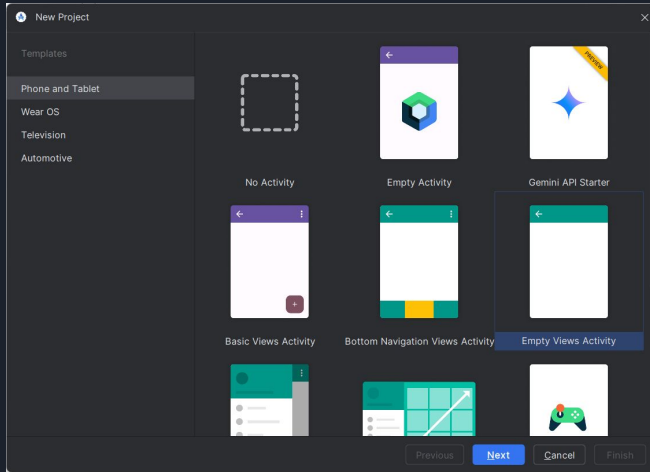 New Project
Templates
Phone and Tablet
Wear OS
Television
Automotive
PREVIEW
No Activity
Empty Activity
Gemini API Starter
Basic Views Activity
Bottom Navigation Views Activity
Empty Views Activity
Previous
Next
Cancel
Finish